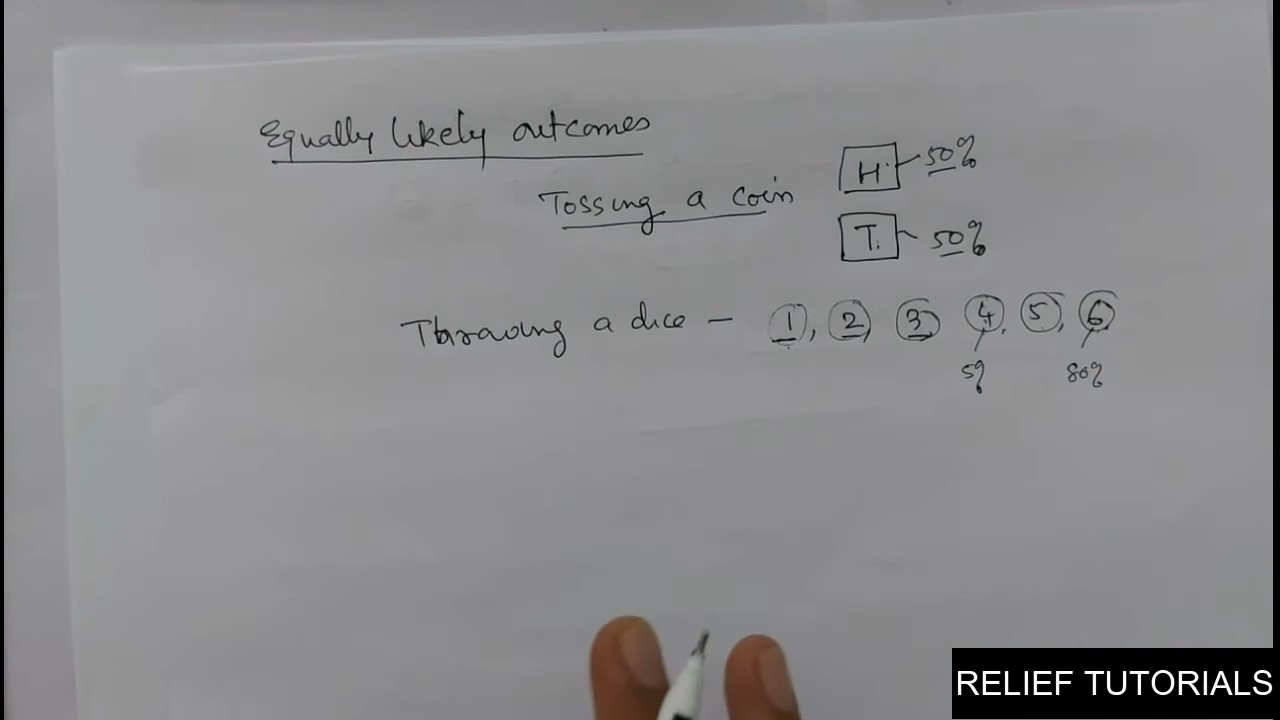 Equally likely outcomes
Tossing a coin
H 50%
T 50%
Throwing a dice - 1, 2, 3 4, 5, 6
5% 80%
RELIEF TUTORIALS